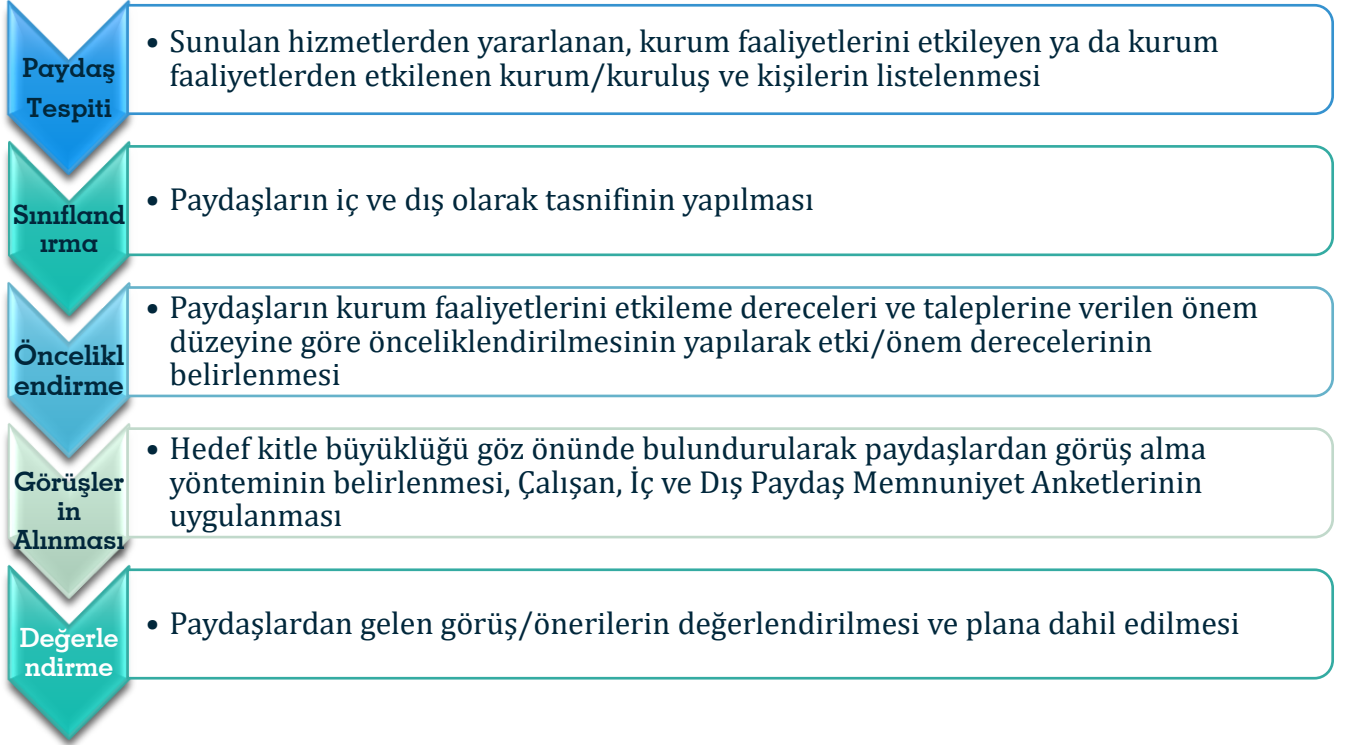 Paydaş
Tespiti
• Sunulan hizmetlerden yararlanan, kurum faaliyetlerini etkileyen ya da kurum
faaliyetlerden etkilenen kurum/kuruluş ve kişilerin listelenmesi
Sınıfland
ırma
• Paydaşların iç ve dış olarak tasnifinin yapılması
Öncelikl
endirme
• Paydaşların kurum faaliyetlerini etkileme dereceleri ve taleplerine verilen önem
düzeyine göre önceliklendirilmesinin yapılarak etki/önem derecelerinin
belirlenmesi
Görüşler
in
Alınması
• Hedef kitle büyüklüğü göz önünde bulundurularak paydaşlardan görüş alma
yönteminin belirlenmesi, Çalışan, İç ve Dış Paydaş Memnuniyet Anketlerinin
uygulanması
Değerle
ndirme
• Paydaşlardan gelen görüş/önerilerin değerlendirilmesi ve plana dahil edilmesi